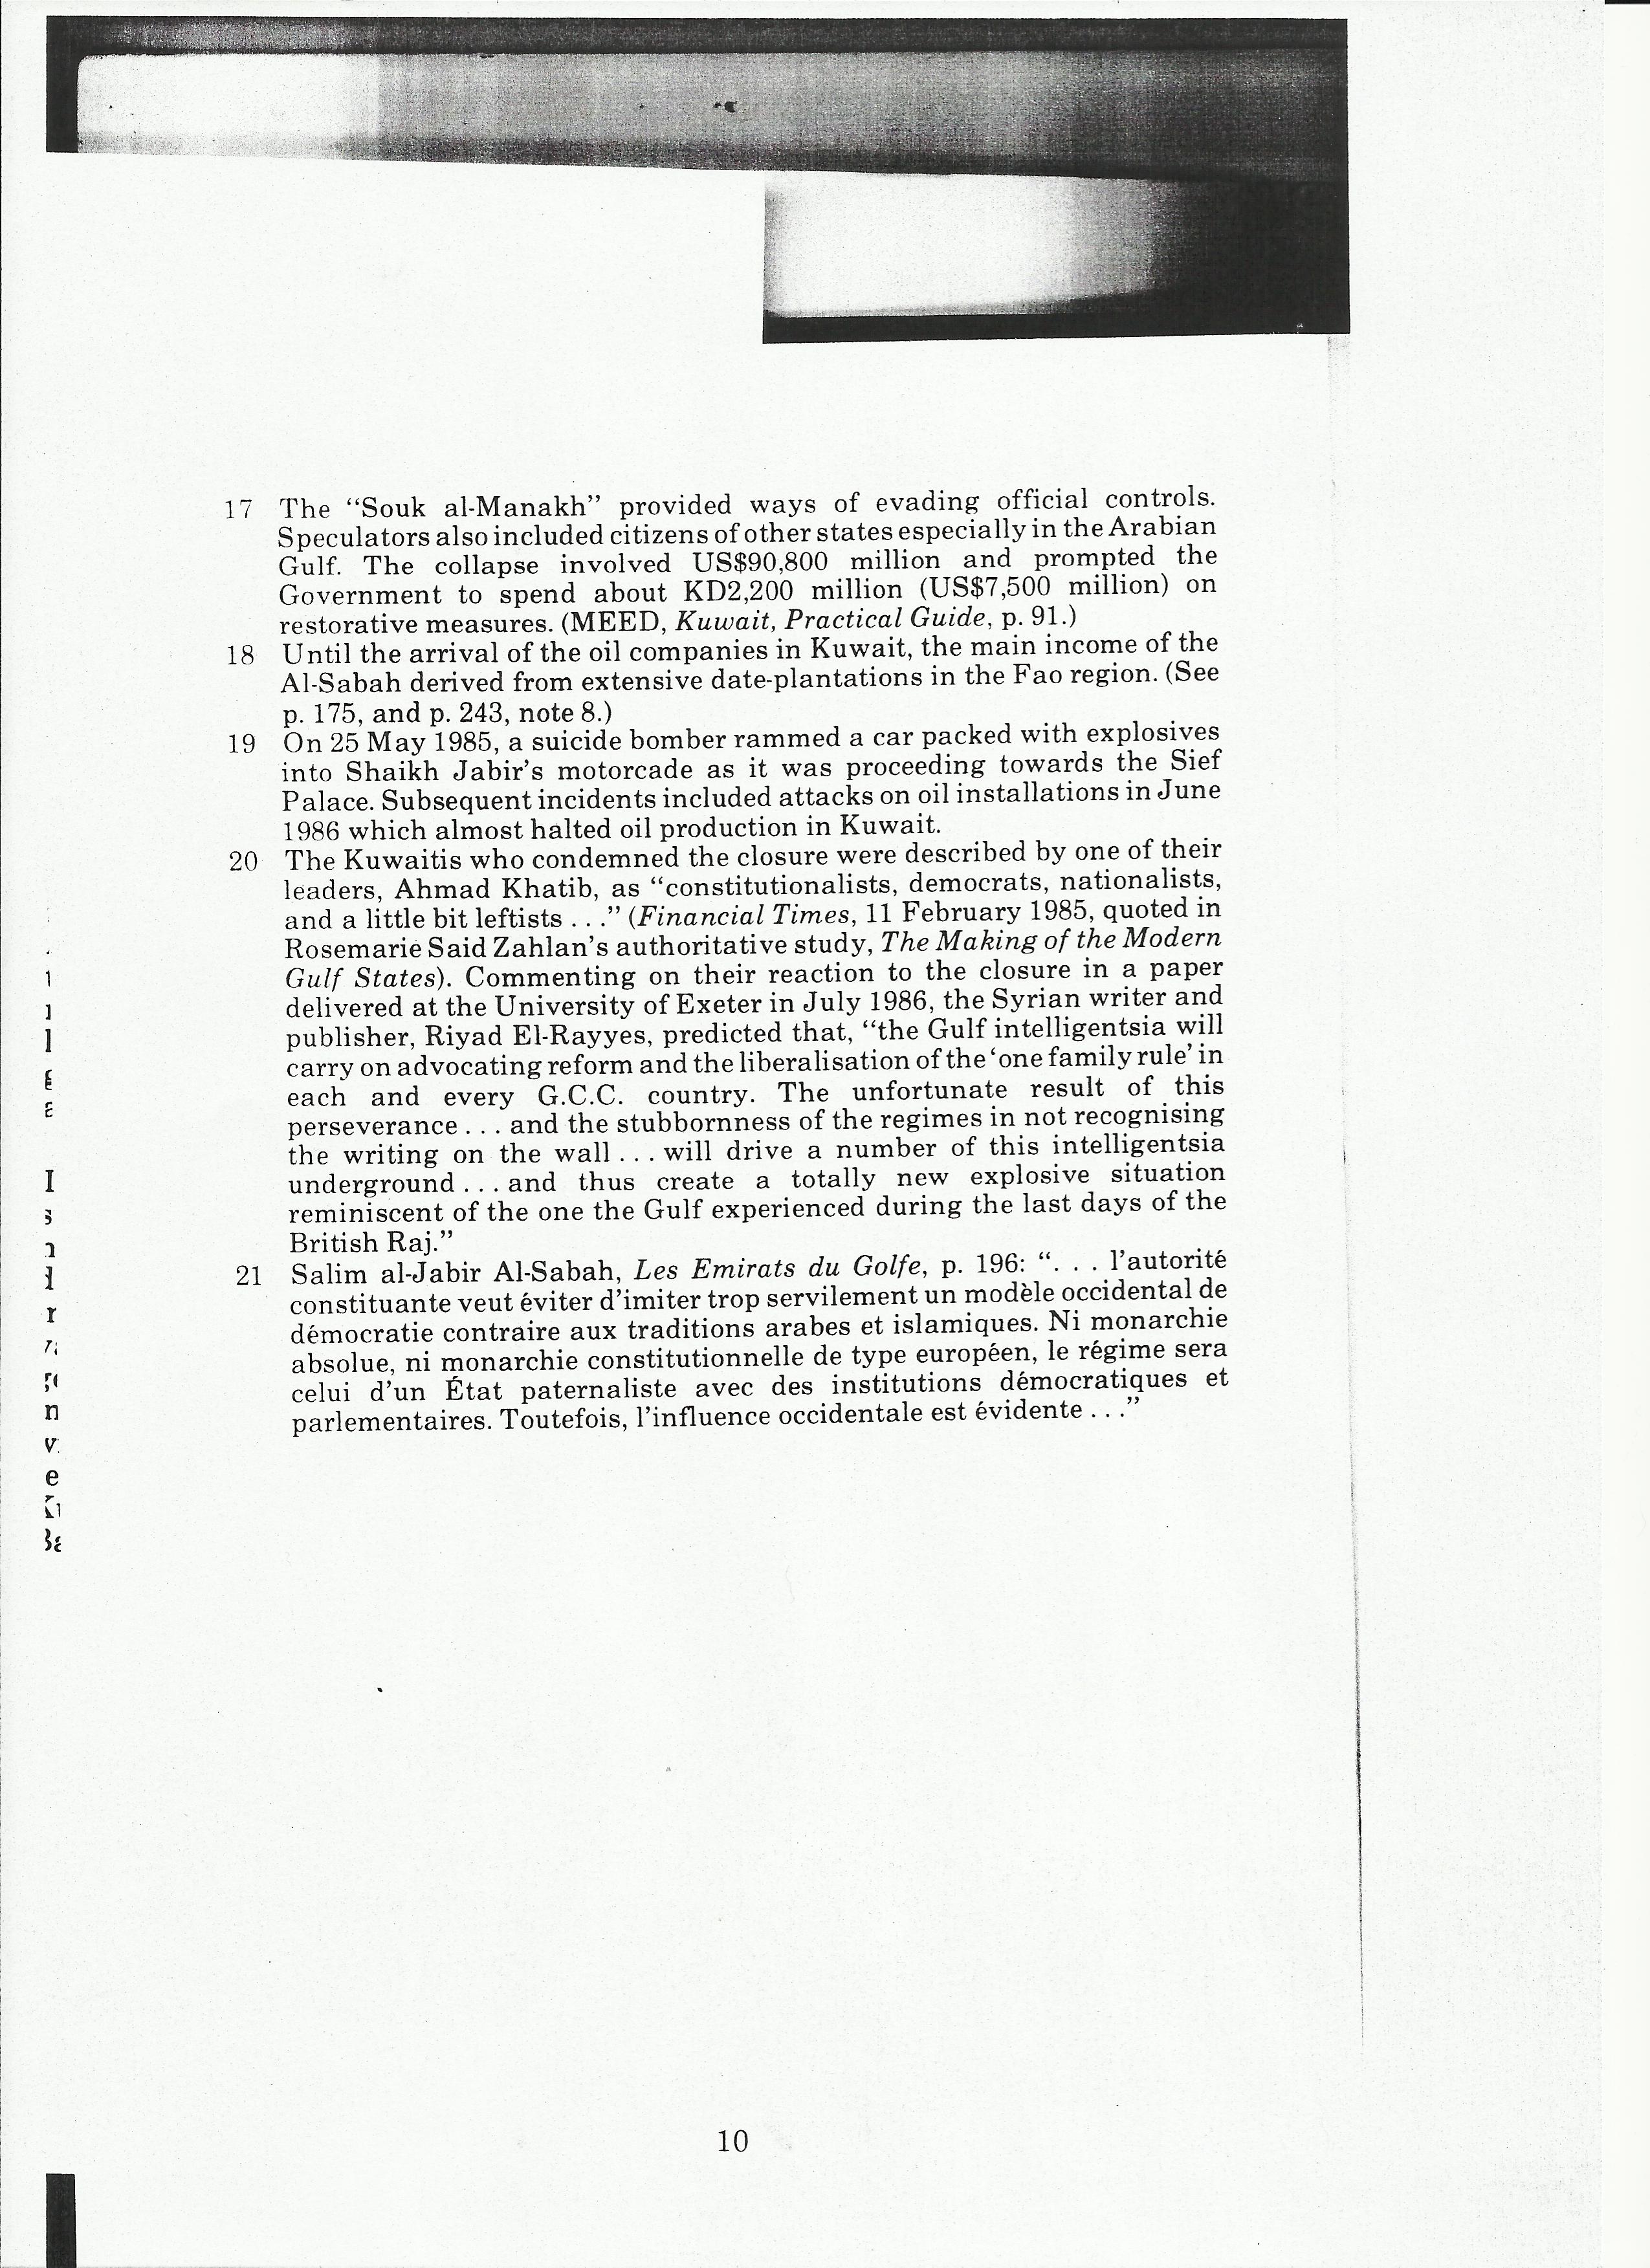 17 The “Souk al-Manakh” provided ways of evading official controls.
Speculators also included citizens of other states especially in the Arabian
Gulf. The collapse involved US$90,800 million and prompted the
Government to spend about KD2,200 million (US$7,500 million) on
restorative measures. (MEED, Kuwait, Practical Guide, p. 91.)
18 Until the arrival of the oil companies in Kuwait, the main income of the
Al-Sabah derived from extensive date-plantations in the Fao region. (See
p. 175, and p. 243, note 8.)
19 On 25 May 1985, a suicide bomber rammed a car packed with explosives
into Shaikh Jabir’s motorcade as it was proceeding towards the Sief
Palace. Subsequent incidents included attacks on oil installations in June
1986 which almost halted oil production in Kuwait.
20 The Kuwaitis who condemned the closure were described by one of their
leaders, Ahmad Khatib, as “constitutionalists, democrats, nationalists,
and a little bit leftists . . .” (Financial Times, 11 February 1985, quoted in
Rosemarie Said Zahlan’s authoritative study, The Making of the Modern
Gulf States). Commenting on their reaction to the closure in a paper
delivered at the University of Exeter in July 1986, the Syrian writer and
publisher, Riyad El-Rayyes, predicted that, “the Gulf intelligentsia will
carry on advocating reform and the liberalisation of the ‘one family rule’ in
each and every G.C.C. country. The unfortunate result of this
perseverance . . . and the stubbornness of the regimes in not recognising
the writing on the wall . . . will drive a number of this intelligentsia
underground . . . and thus create a totally new explosive situation
reminiscent of the one the Gulf experienced during the last days of the
British Raj.”
21 Salim al-Jabir Al-Sabah, Les Emirats du Golfe, p. 196: “. . . l’autorité
constituante veut éviter d’imiter trop servilement un modèle occidental de
démocratie contraire aux traditions arabes et islamiques. Ni monarchie
absolue, ni monarchie constitutionnelle de type européen, le régime sera
celui d’un État paternaliste avec des institutions démocratiques et
parlementaires. Toutefois, l’influence occidentale est évidente . . .”
10